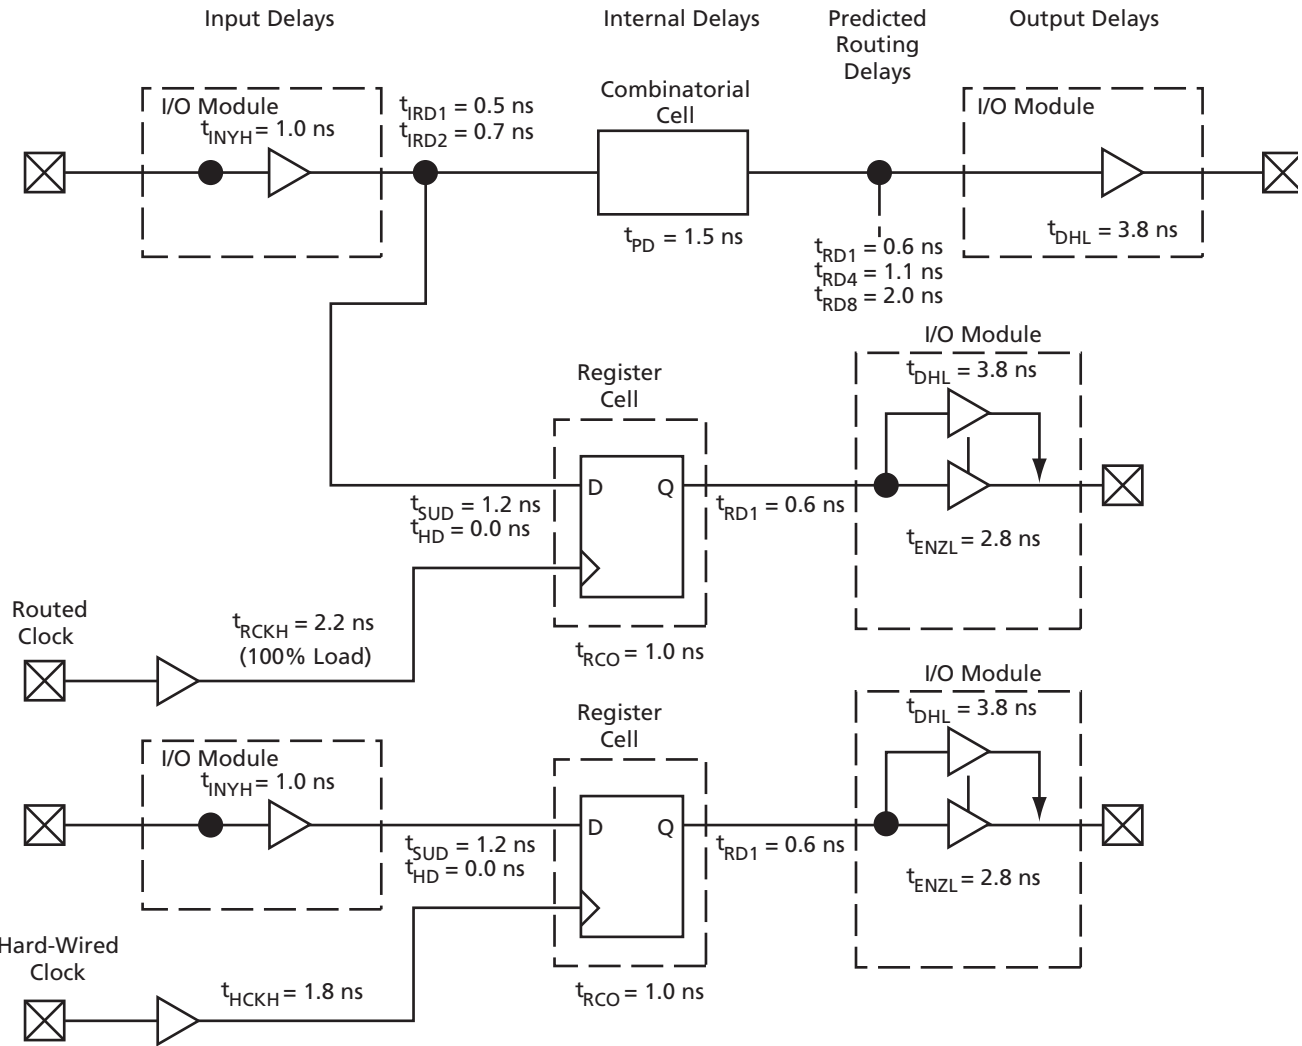 Input Delays
Internal Delays
Predicted
Routing
Delays
Output Delays
I/O Module
tINYH = 1.0 ns
tIRD1 = 0.5 ns
tIRD2 = 0.7 ns
Combinatorial
Cell
tPD = 1.5 ns
tRD1 = 0.6 ns
tRD4 = 1.1 ns
tRD8 = 2.0 ns
I/O Module
tDHL = 3.8 ns
Register
Cell
D Q
tSUD = 1.2 ns
tHD = 0.0 ns
tRCO = 1.0 ns
tRD1 = 0.6 ns
I/O Module
tDHL = 3.8 ns
tENZL = 2.8 ns
Routed
Clock
tRCKH = 2.2 ns
(100% Load)
I/O Module
tINYH = 1.0 ns
tSUD = 1.2 ns
tHD = 0.0 ns
Register
Cell
D Q
tRCO = 1.0 ns
tRD1 = 0.6 ns
I/O Module
tDHL = 3.8 ns
tENZL = 2.8 ns
Hard-Wired
Clock
tHCKH = 1.8 ns